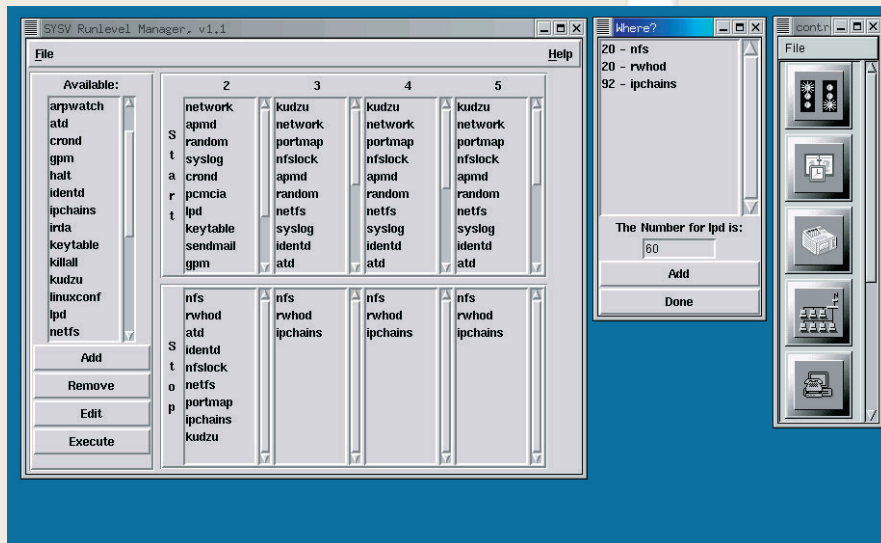 SYSV Runlevel Manager, v1.1
File
Help
Available:
arpwatch
atd
crond
gpm
halt
identd
ipchains
irda
keytable
killall
kudzu
linuxconf
lpd
netfs
Add
Remove
Edit
Execute
2
3
4
5
Start
network
apmd
random
syslog
crond
pcmcia
lpd
keytable
sendmail
gpm
kudzu
network
portmap
nfslock
apmd
random
netfs
syslog
identd
atd
kudzu
network
portmap
nfslock
apmd
random
netfs
syslog
identd
atd
kudzu
network
portmap
nfslock
apmd
random
netfs
syslog
identd
atd
Stop
nfs
rwhod
atd
identd
nfslock
netfs
portmap
ipchains
kudzu
nfs
rwhod
ipchains
nfs
rwhod
ipchains
nfs
rwhod
ipchains
Where?
20 - nfs
20 - rwhod
92 - ipchains
The Number for lpd is:
60
Add
Done
contr
File